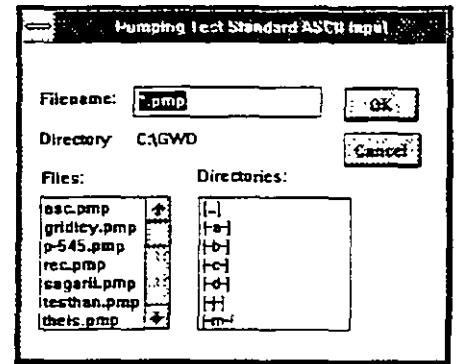 Pumping Test Standard ASCII Input
Filename: *.pmp
OK
Directory C:\GWD
Cancel
Files:
Directories:
asc.pmp
gridley.pmp
p-545.pmp
rec.pmp
sagarii.pmp
testhan.pmp
theis.pmp
[..]
[-a-]
[-b-]
[-c-]
[-d-]
[-m-]